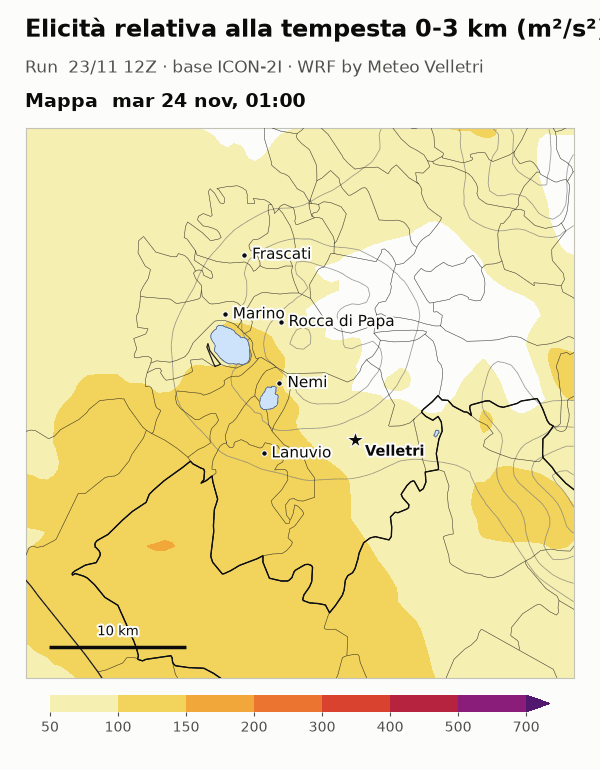 Elicità relativa alla tempesta 0-3 km (m²/s²)
Run 23/11 12Z · base ICON-2I · WRF by Meteo Velletri
Mappa mar 24 nov, 01:00
Frascati
Marino
Rocca di Papa
Nemi
Velletri
Lanuvio
10 km
50 100 150 200 300 400 500 700